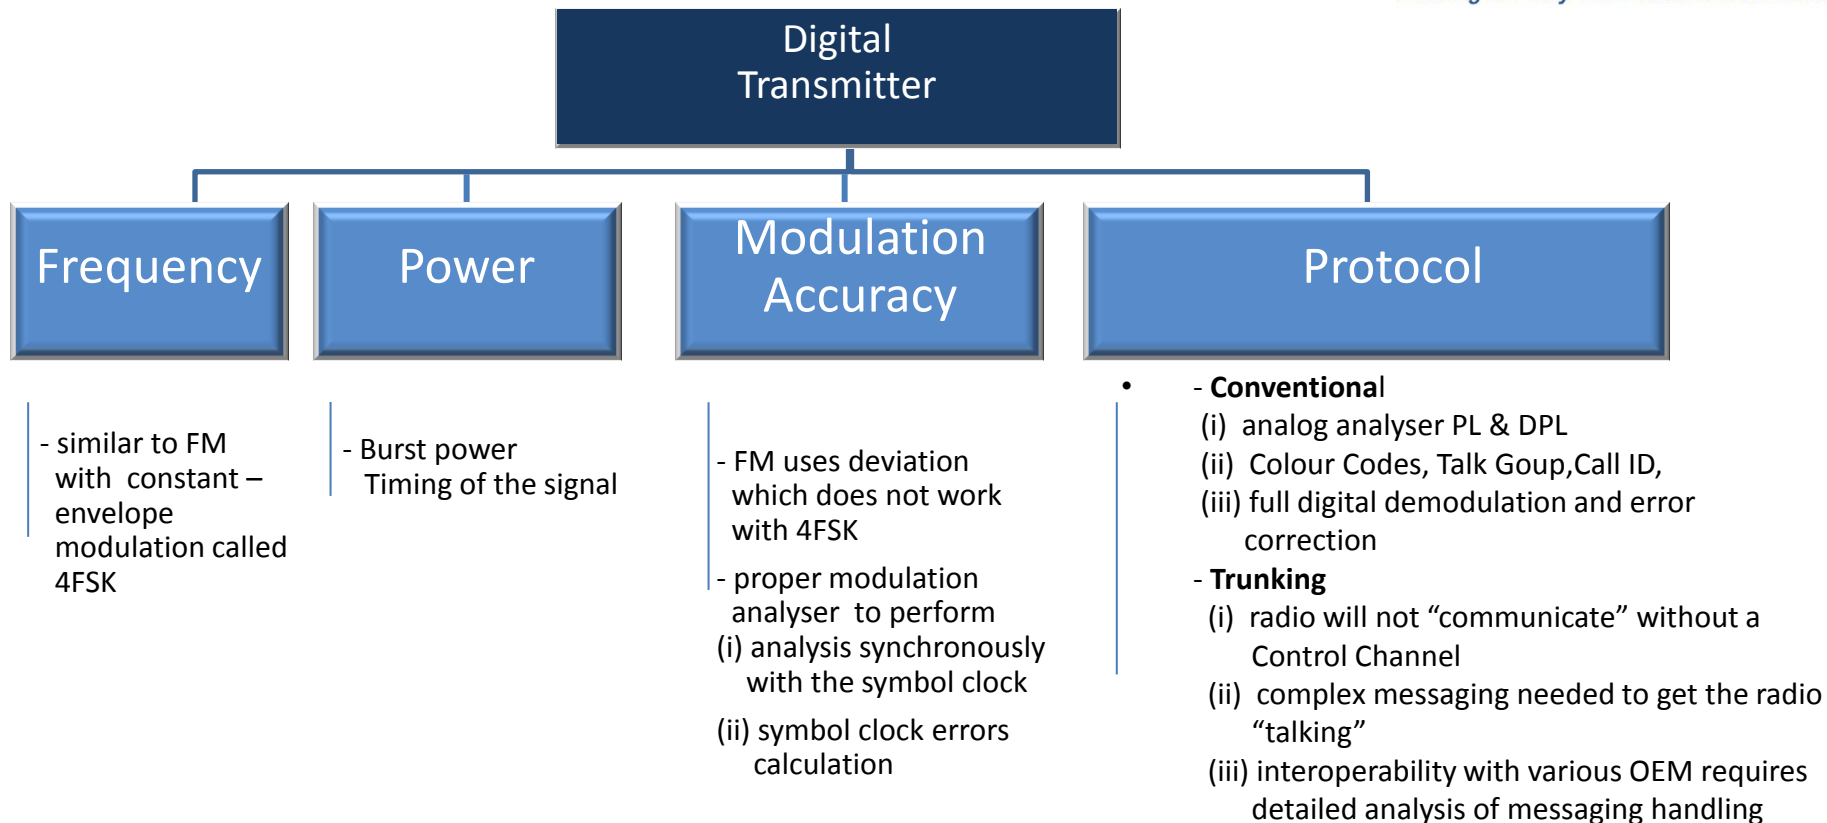 Digital
Transmitter
Frequency
Power
Modulation
Accuracy
Protocol
- similar to FM
with constant –
envelope
modulation called
4FSK
- Burst power
Timing of the signal
- FM uses deviation
which does not work
with 4FSK
- proper modulation
analyser to perform
(i) analysis synchronously
with the symbol clock
(ii) symbol clock errors
calculation
• - Conventional
(i) analog analyser PL & DPL
(ii) Colour Codes, Talk Goup,Call ID,
(iii) full digital demodulation and error
correction
- Trunking
(i) radio will not “communicate” without a
Control Channel
(ii) complex messaging needed to get the radio
“talking”
(iii) interoperability with various OEM requires
detailed analysis of messaging handling